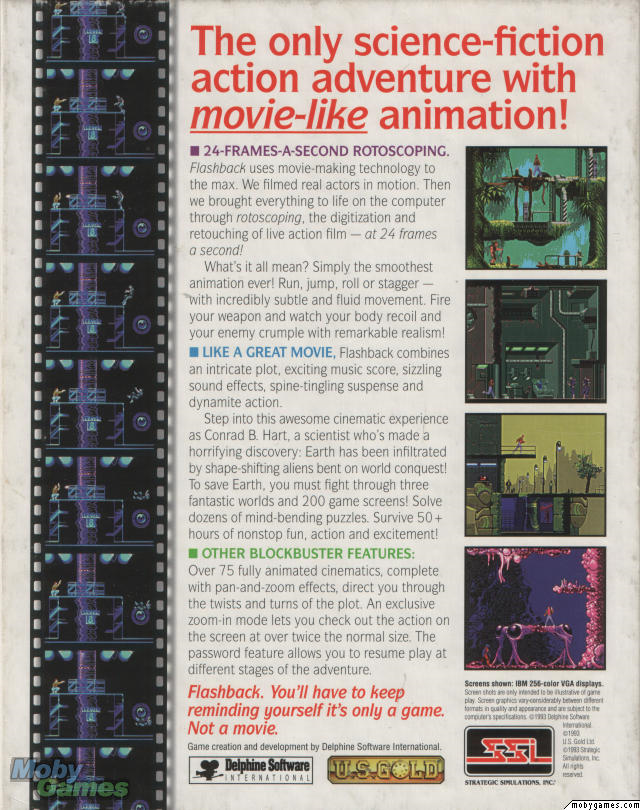 The only science-fiction
action adventure with
movie-like animation!
■ 24-FRAMES-A-SECOND ROTOSCOPING.
Flashback uses movie-making technology to
the max. We filmed real actors in motion. Then
we brought everything to life on the computer
through rotoscoping, the digitization and
retouching of live action film — at 24 frames
a second!
What's it all mean? Simply the smoothest
animation ever! Run, jump, roll or stagger —
with incredibly subtle and fluid movement. Fire
your weapon and watch your body recoil and
your enemy crumple with remarkable realism!
■ LIKE A GREAT MOVIE, Flashback combines
an intricate plot, exciting music score, sizzling
sound effects, spine-tingling suspense and
dynamite action.
Step into this awesome cinematic experience
as Conrad B. Hart, a scientist who's made a
horrifying discovery: Earth has been infiltrated
by shape-shifting aliens bent on world conquest!
To save Earth, you must fight through three
fantastic worlds and 200 game screens! Solve
dozens of mind-bending puzzles. Survive 50+
hours of nonstop fun, action and excitement!
■ OTHER BLOCKBUSTER FEATURES:
Over 75 fully animated cinematics, complete
with pan-and-zoom effects, direct you through
the twists and turns of the plot. An exclusive
zoom-in mode lets you check out the action on
the screen at over twice the normal size. The
password feature allows you to resume play at
different stages of the adventure.
Flashback. You'll have to keep
reminding yourself it's only a game.
Not a movie.
Game creation and development by Delphine Software International.
Delphine Software
INTERNATIONAL
U.S. GOLD
Screens shown: IBM 256-color VGA displays.
Screen shots are only intended to be illustrative of game
play. Screen graphics vary considerably between different
formats in quality and appearance and are subject to the
computer's specifications. ©1993 Delphine Software
International.
©1993
U.S. Gold Ltd.
©1993 Strategic
Simulations, Inc.
All rights
reserved.
SSI
STRATEGIC SIMULATIONS, INC.®
Moby
Games
mobygames.com